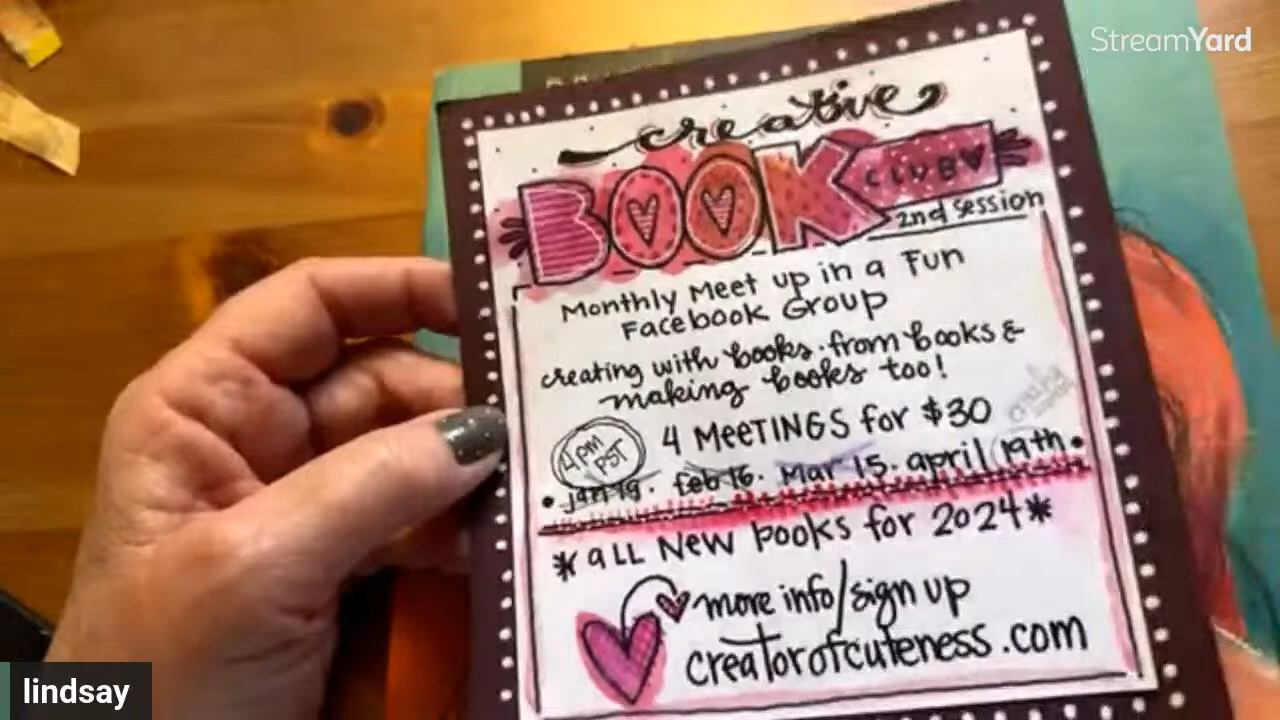 StreamYard
creative
BOOK CLUB
2nd session
Monthly Meet up in a Fun
Facebook Group
creating with books. from books &
making books too!
4pm
PST
4 MEETINGS for $30
• jan 19. feb 16. Mar 15. april 19th •
*all New books for 2024*
more info/sign up
creatorofcuteness.com
lindsay